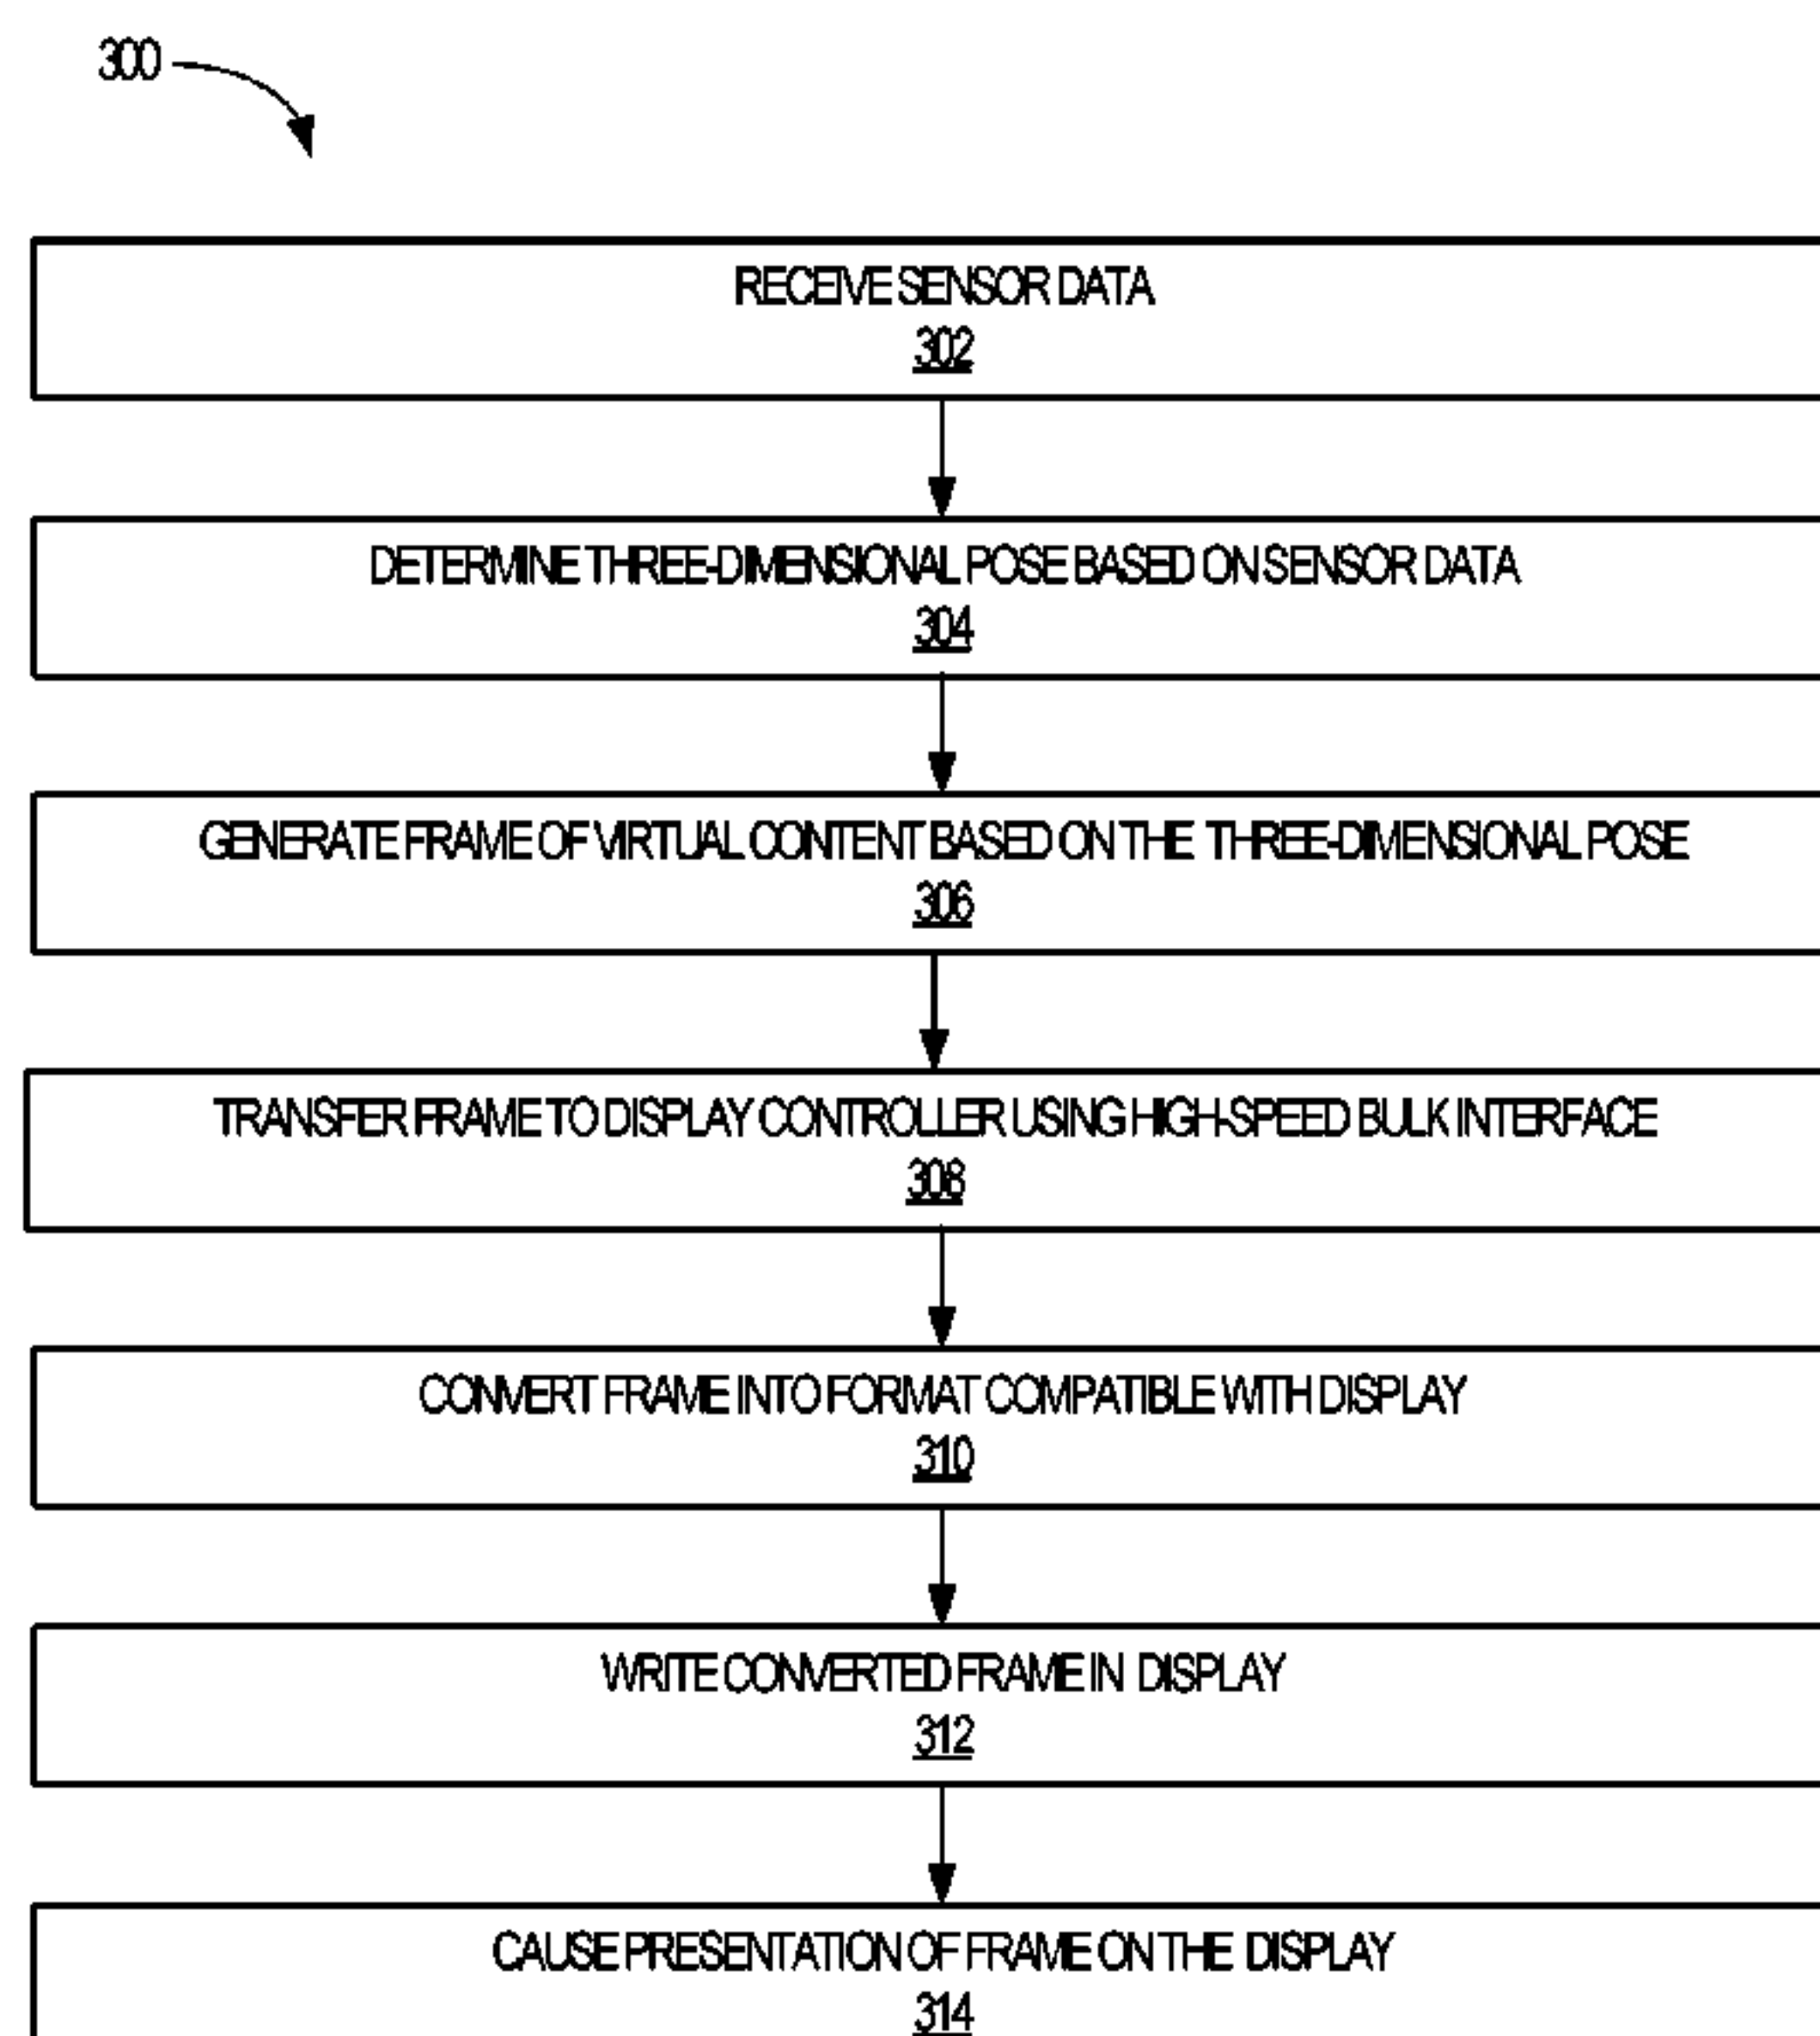 300
RECEIVE SENSOR DATA
302
DETERMINE THREE-DIMENSIONAL POSE BASED ON SENSOR DATA
304
GENERATE FRAME OF VIRTUAL CONTENT BASED ON THE THREE-DIMENSIONAL POSE
306
TRANSFER FRAME TO DISPLAY CONTROLLER USING HIGH-SPEED BULK INTERFACE
308
CONVERT FRAME INTO FORMAT COMPATIBLE WITH DISPLAY
310
WRITE CONVERTED FRAME IN DISPLAY
312
CAUSE PRESENTATION OF FRAME ON THE DISPLAY
314